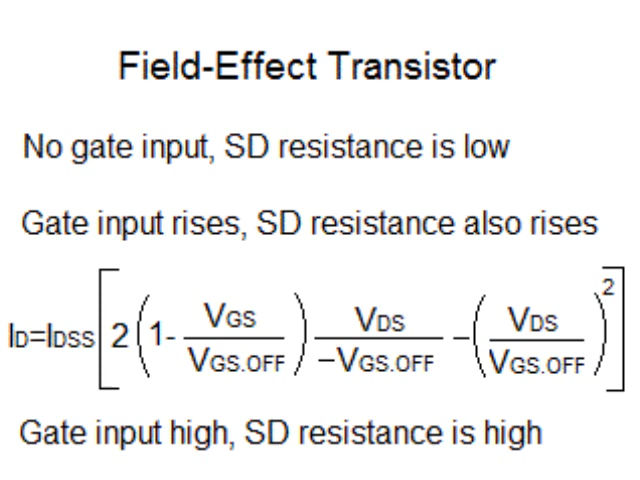 Field-Effect Transistor
No gate input, SD resistance is low
Gate input rises, SD resistance also rises
ID=IDSS[2(1-VGS/VGS.OFF)VDS/−VGS.OFF−(VDS/VGS.OFF)²]
Gate input high, SD resistance is high